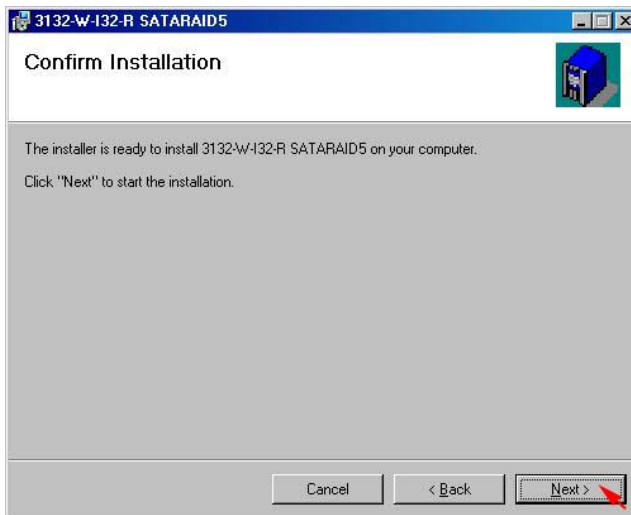 3132-W-I32-R SATARAID5
Confirm Installation
The installer is ready to install 3132-W-I32-R SATARAID5 on your computer.
Click "Next" to start the installation.
Cancel
< Back
Next >